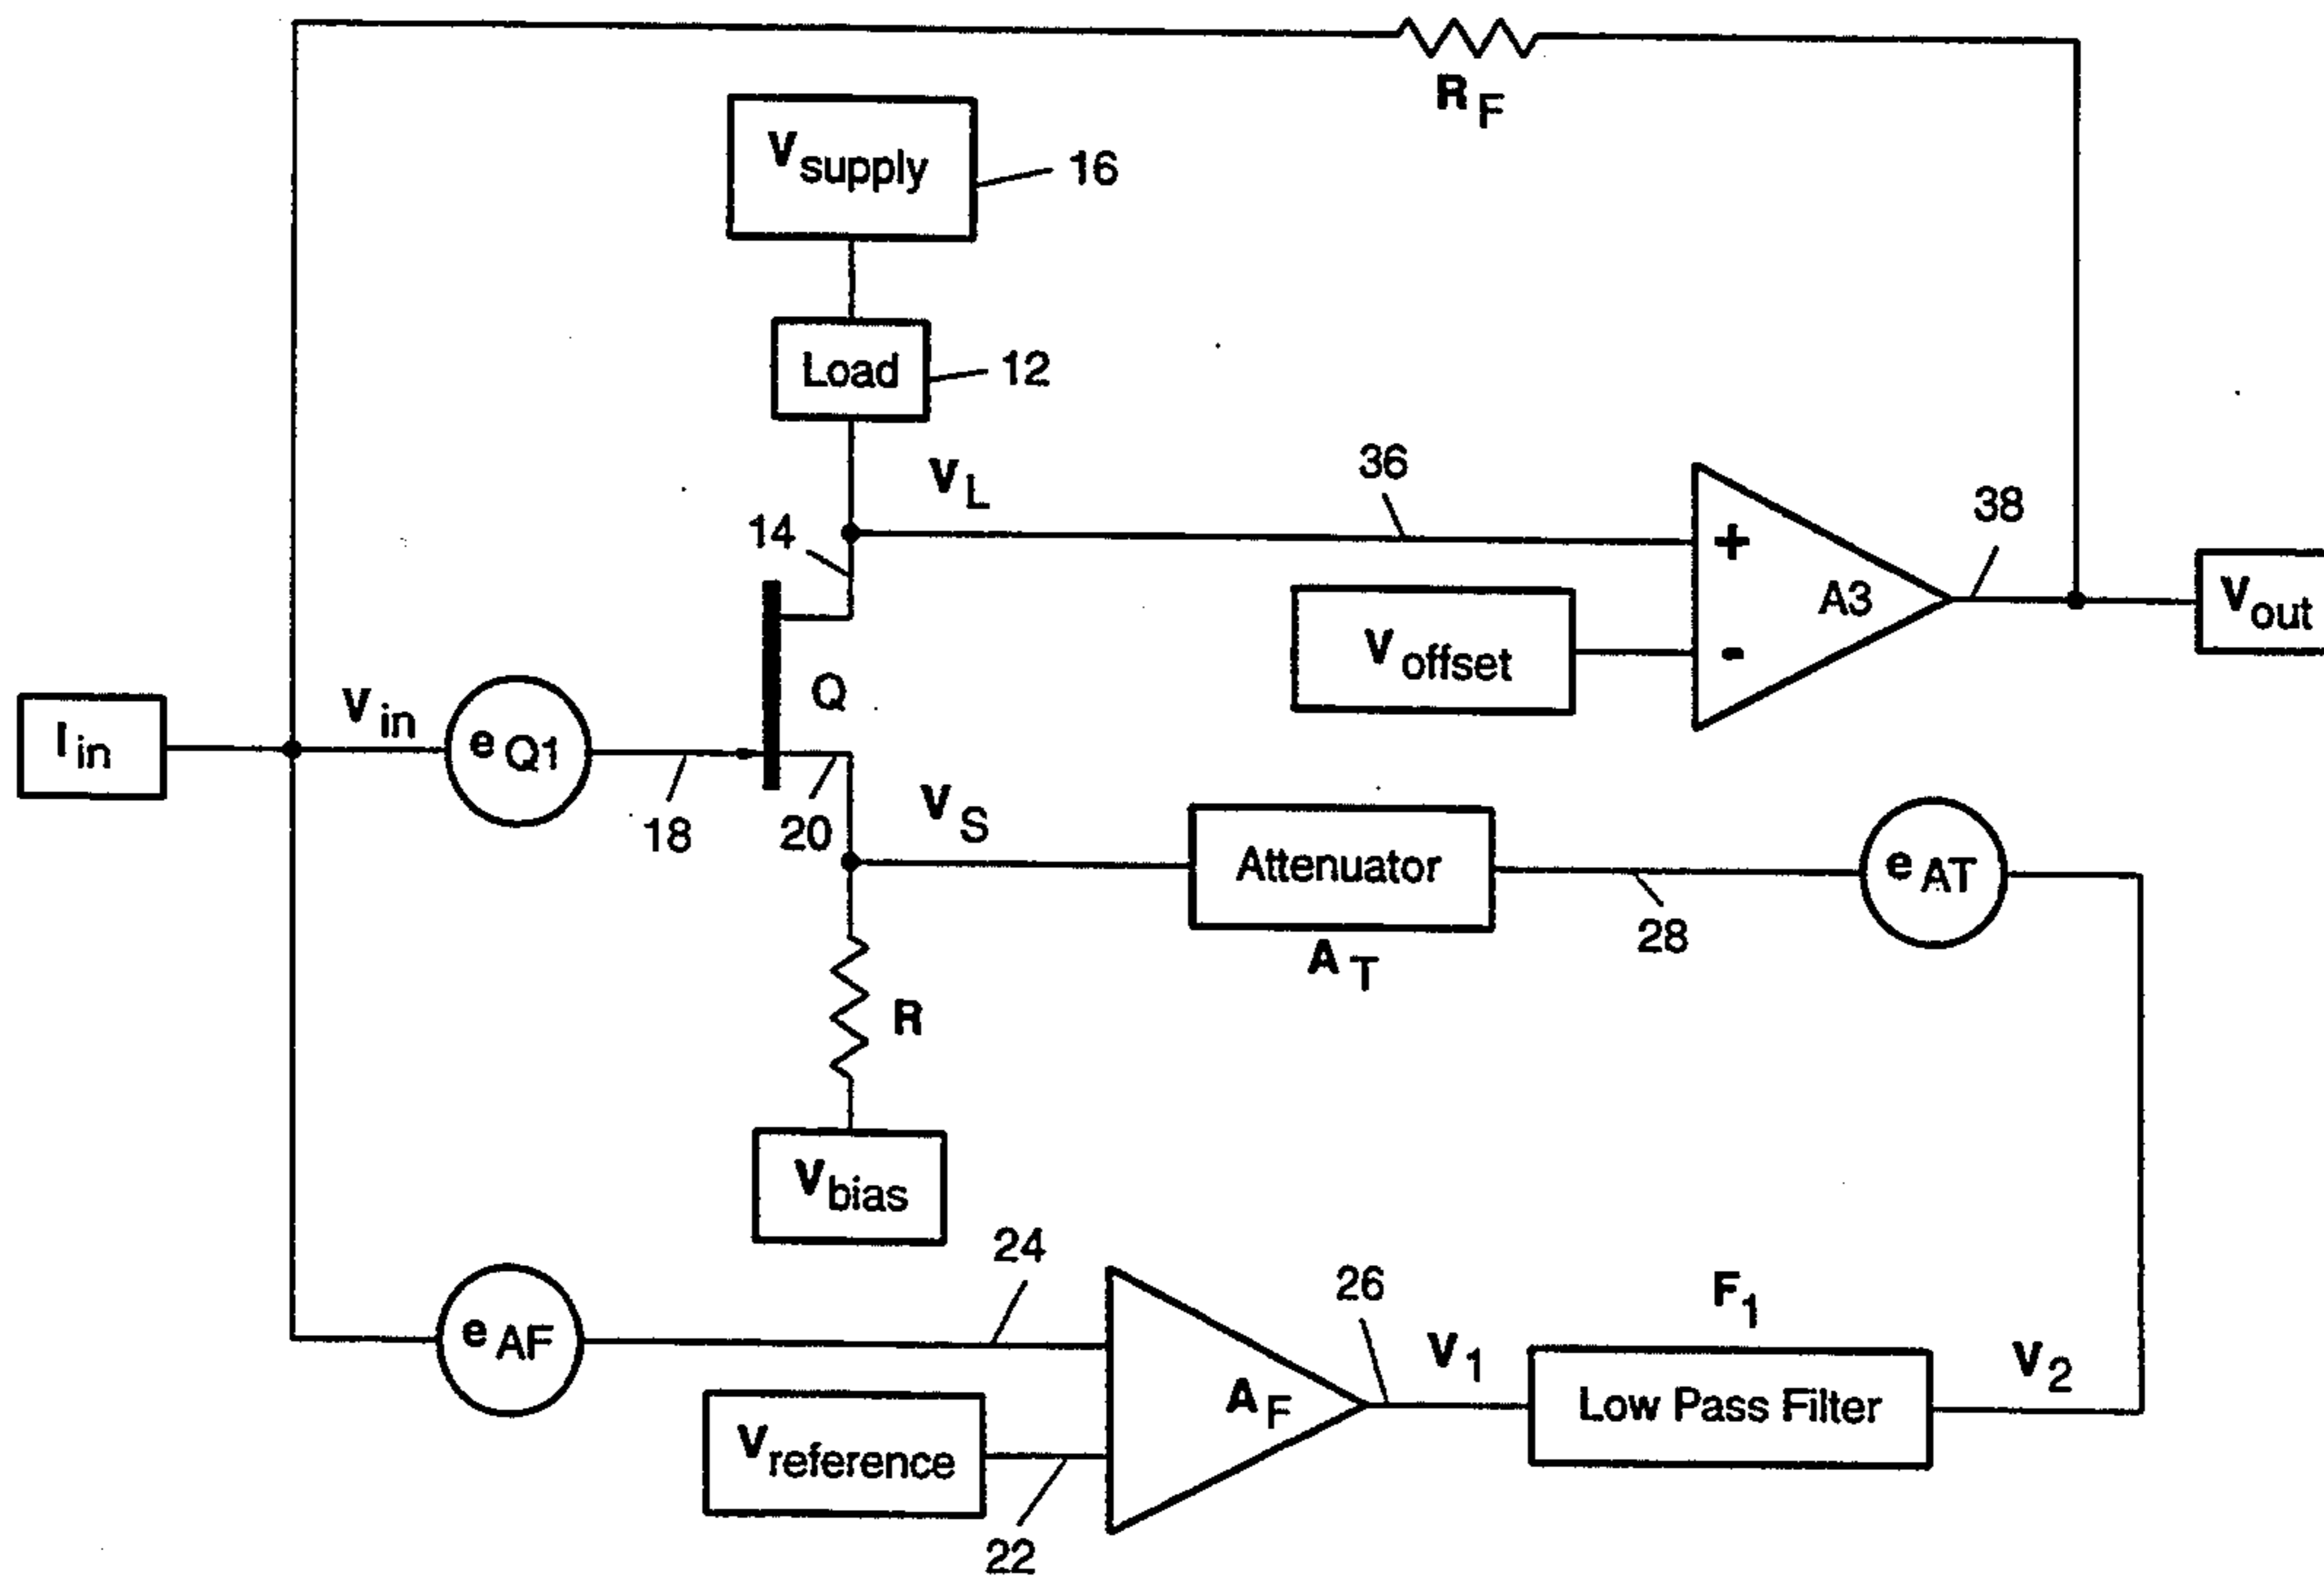 R F
V supply
16
Load
12
V L
36
38
14
A3
+
-
V out
V offset
Q
I in
V in
e Q1
18
20
V S
Attenuator
A T
28
e AT
R
V bias
24
26
F 1
e AF
V 1
V 2
A F
Low Pass Filter
V reference
22